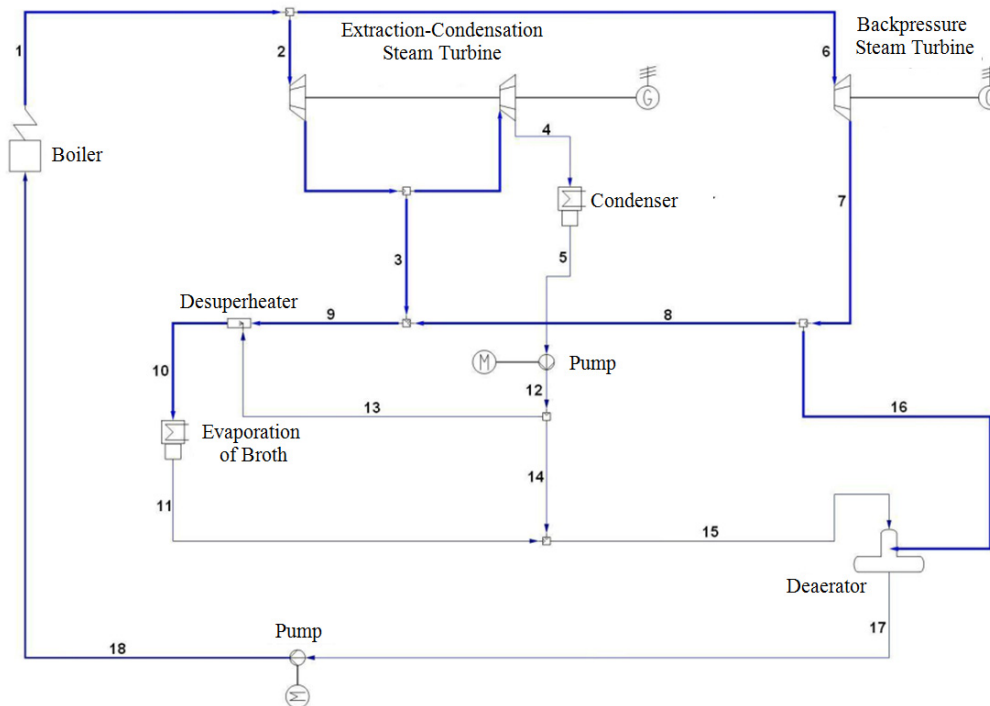 Extraction-Condensation
Steam Turbine
Backpressure
Steam Turbine
1
2
6
G
G
4
Boiler
Condenser
7
3
5
Desuperheater
9
8
M
Pump
10
12
13
16
Evaporation
of Broth
14
11
15
Deaerator
17
Pump
18
M